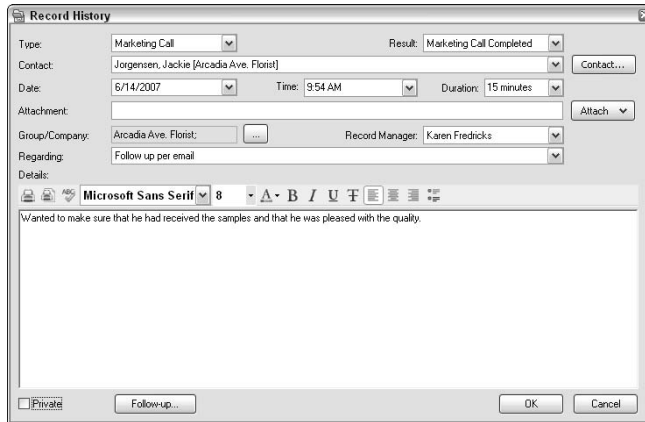 Record History
Type: Marketing Call Result: Marketing Call Completed
Contact: Jorgensen, Jackie [Arcadia Ave. Florist] Contact...
Date: 6/14/2007 Time: 9:54 AM Duration: 15 minutes
Attachment: Attach
Group/Company: Arcadia Ave. Florist; ... Record Manager: Karen Fredricks
Regarding: Follow up per email
Details:
ABC Microsoft Sans Serif 8 A B I U T
Wanted to make sure that he had received the samples and that he was pleased with the quality.
Private Follow-up... OK Cancel